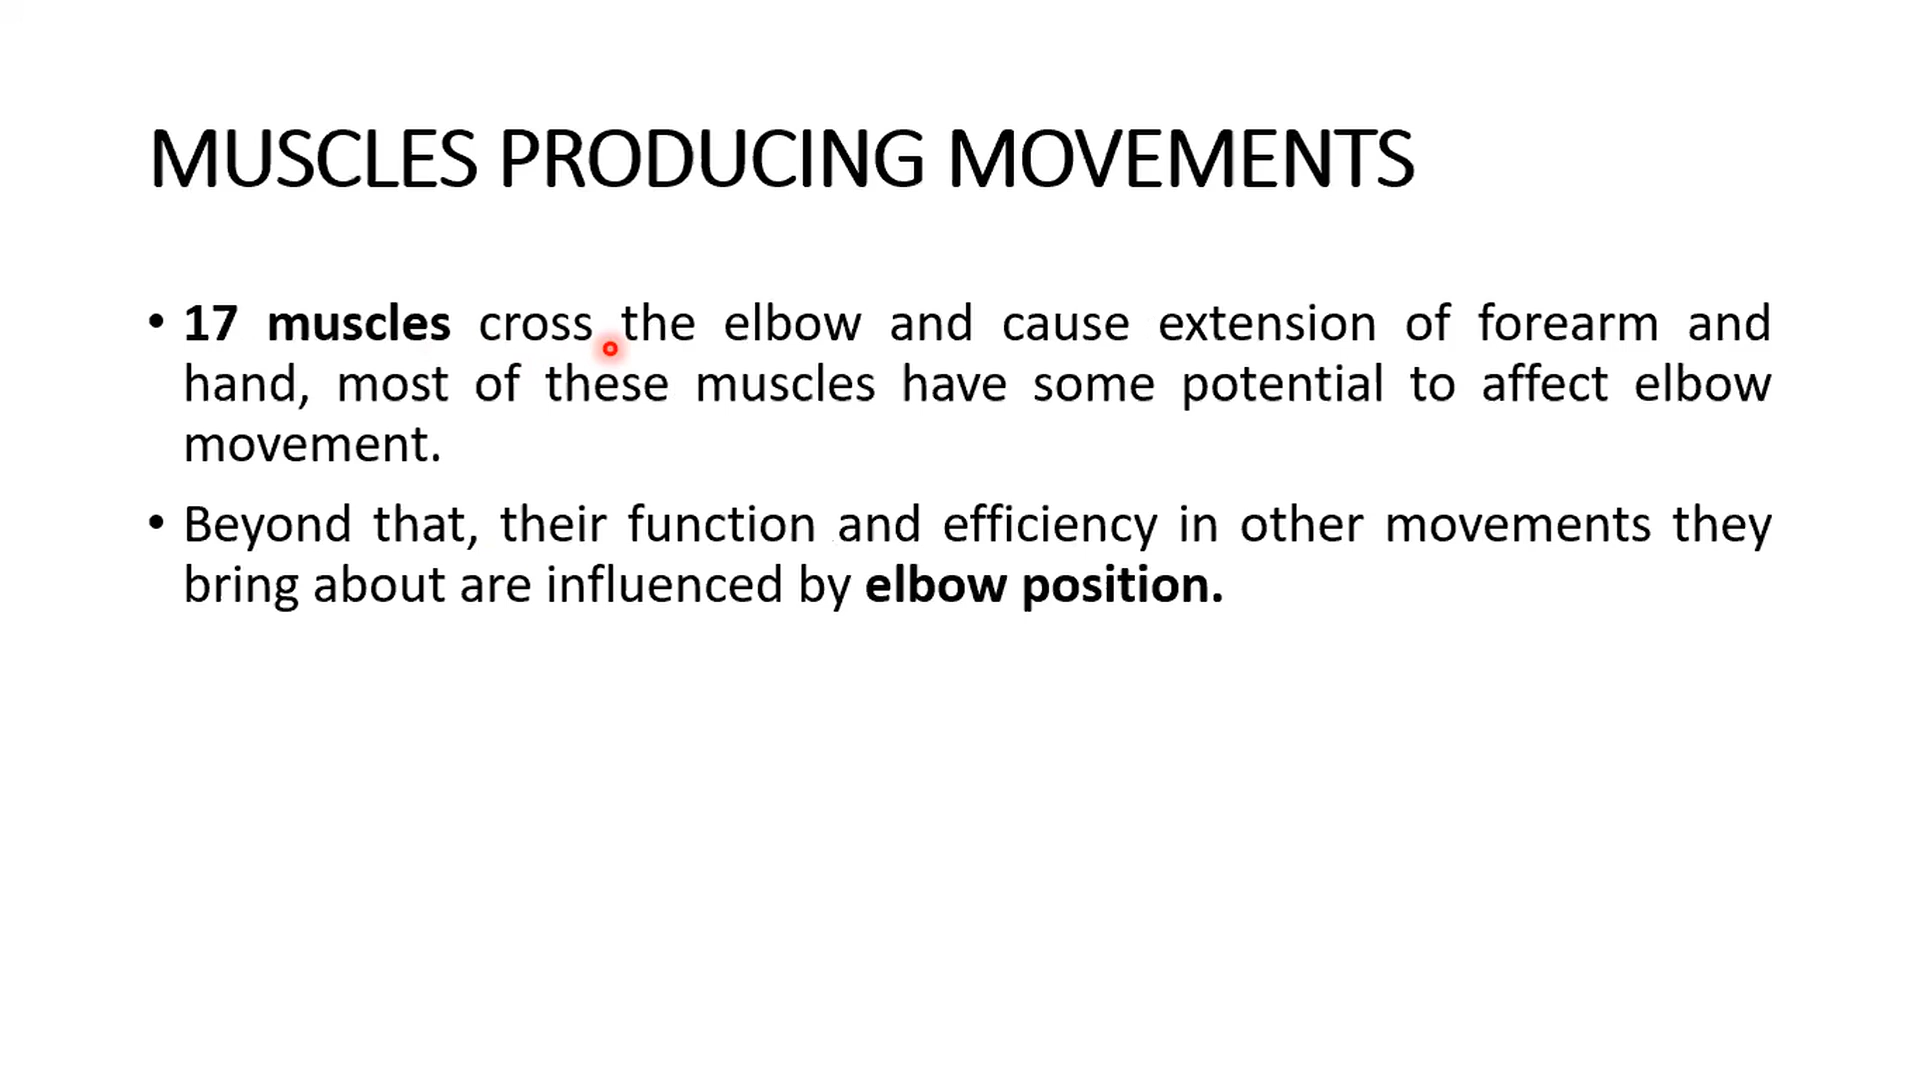 MUSCLES PRODUCING MOVEMENTS
• 17 muscles cross the elbow and cause extension of forearm and
hand, most of these muscles have some potential to affect elbow
movement.
• Beyond that, their function and efficiency in other movements they
bring about are influenced by elbow position.